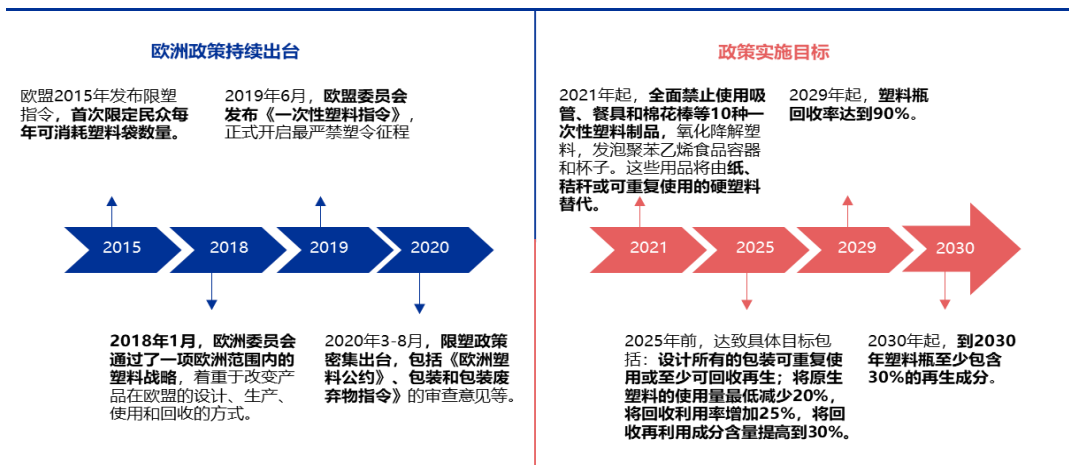 欧洲政策持续出台
欧盟2015年发布限塑
指令，首次限定民众每
年可消耗塑料袋数量。
2019年6月，欧盟委员会
发布《一次性塑料指令》，
正式开启最严禁塑令征程
2015
2018
2019
2020
2018年1月，欧洲委员会
通过了一项欧洲范围内的
塑料战略，着重于改变产
品在欧盟的设计、生产、
使用和回收的方式。
2020年3-8月，限塑政策
密集出台，包括《欧洲塑
料公约》、包装和包装废
弃物指令》的审查意见等。
政策实施目标
2021年起，全面禁止使用吸
管、餐具和棉花棒等10种一
次性塑料制品，氧化降解塑
料，发泡聚苯乙烯食品容器
和杯子。这些用品将由纸、
秸秆或可重复使用的硬塑料
替代。
2029年起，塑料瓶
回收率达到90%。
2021
2025
2029
2030
2025年前，达致具体目标包
括：设计所有的包装可重复使
用或至少可回收再生；将原生
塑料的使用量最低减少20%，
将回收利用率增加25%，将回
收再利用成分含量提高到30%。
2030年起，到2030
年塑料瓶至少包含
30%的再生成分。